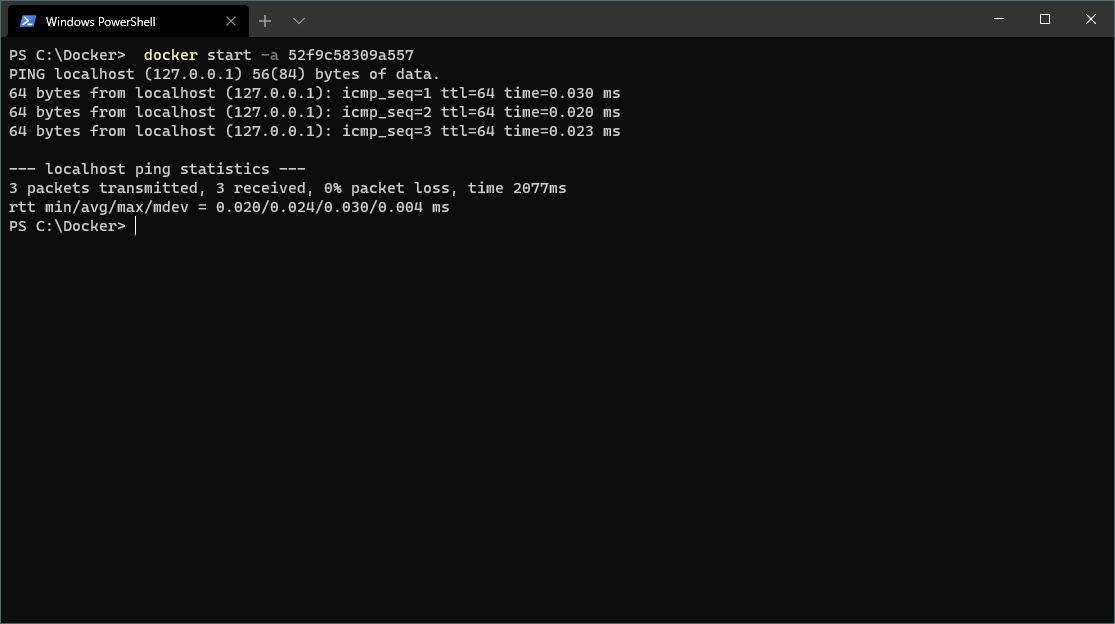 Windows PowerShell
PS C:\Docker>  docker start -a 52f9c58309a557
PING localhost (127.0.0.1) 56(84) bytes of data.
64 bytes from localhost (127.0.0.1): icmp_seq=1 ttl=64 time=0.030 ms
64 bytes from localhost (127.0.0.1): icmp_seq=2 ttl=64 time=0.020 ms
64 bytes from localhost (127.0.0.1): icmp_seq=3 ttl=64 time=0.023 ms
--- localhost ping statistics ---
3 packets transmitted, 3 received, 0% packet loss, time 2077ms
rtt min/avg/max/mdev = 0.020/0.024/0.030/0.004 ms
PS C:\Docker>